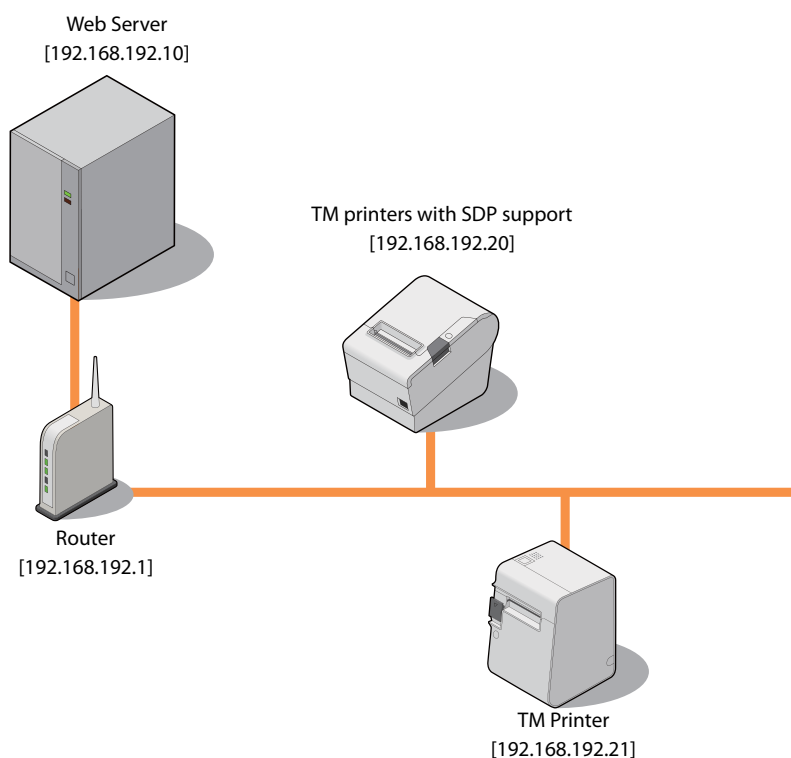 Web Server
[192.168.192.10]
TM printers with SDP support
[192.168.192.20]
Router
[192.168.192.1]
TM Printer
[192.168.192.21]